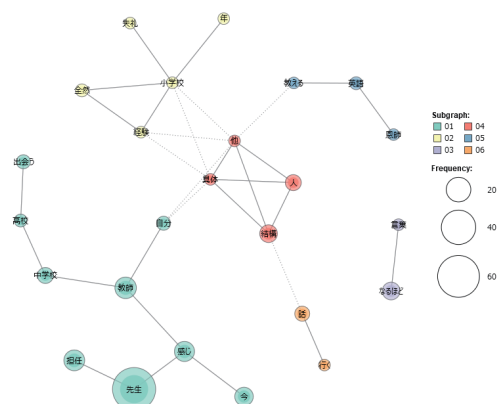 失礼
年
全然
小学校
経験
教える
英語
恩師
他
具体
人
結構
出会う
高校
自分
中学校
教師
言葉
なるほど
話
行く
担任
感じ
先生
今
Subgraph:
01 04
02 05
03 06
Frequency:
20
40
60